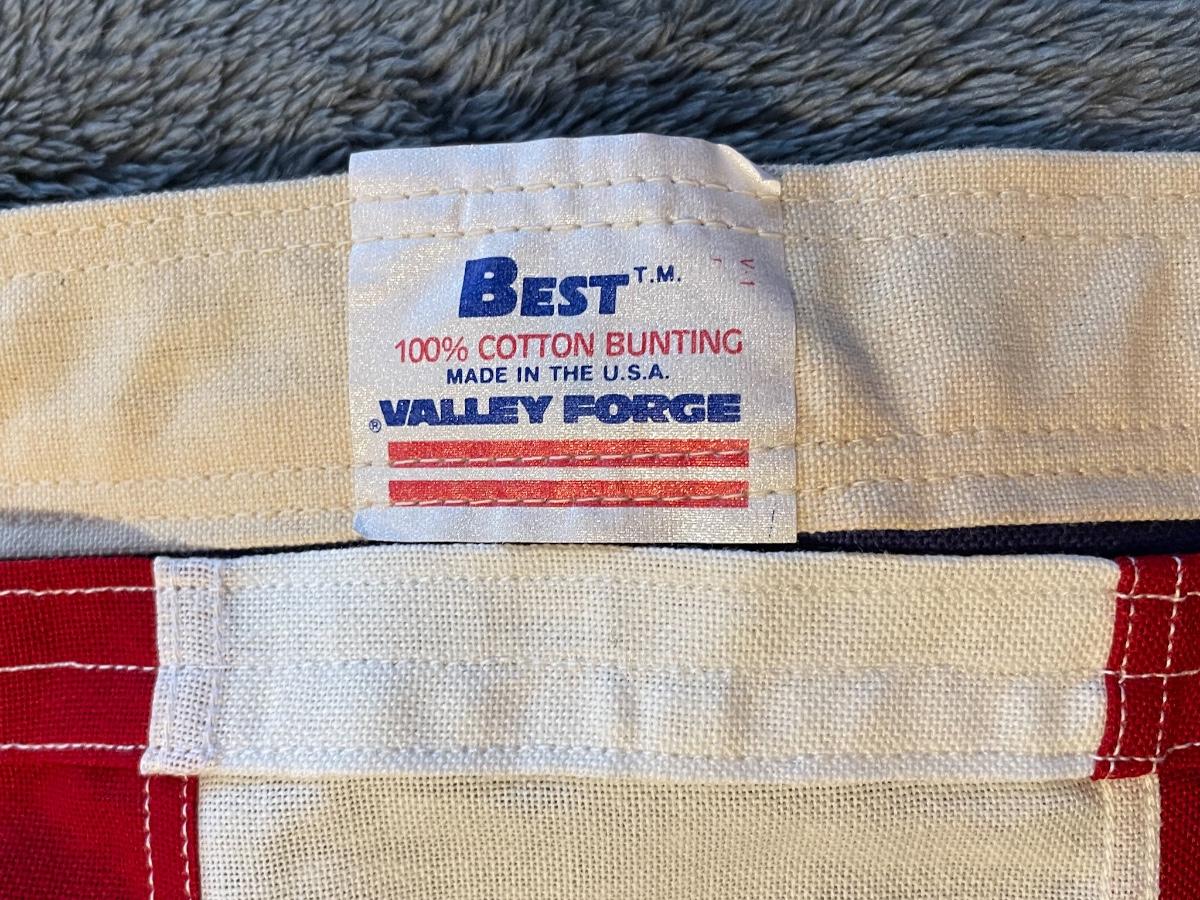 BEST T.M.
100% COTTON BUNTING
MADE IN THE U.S.A.
® VALLEY FORGE